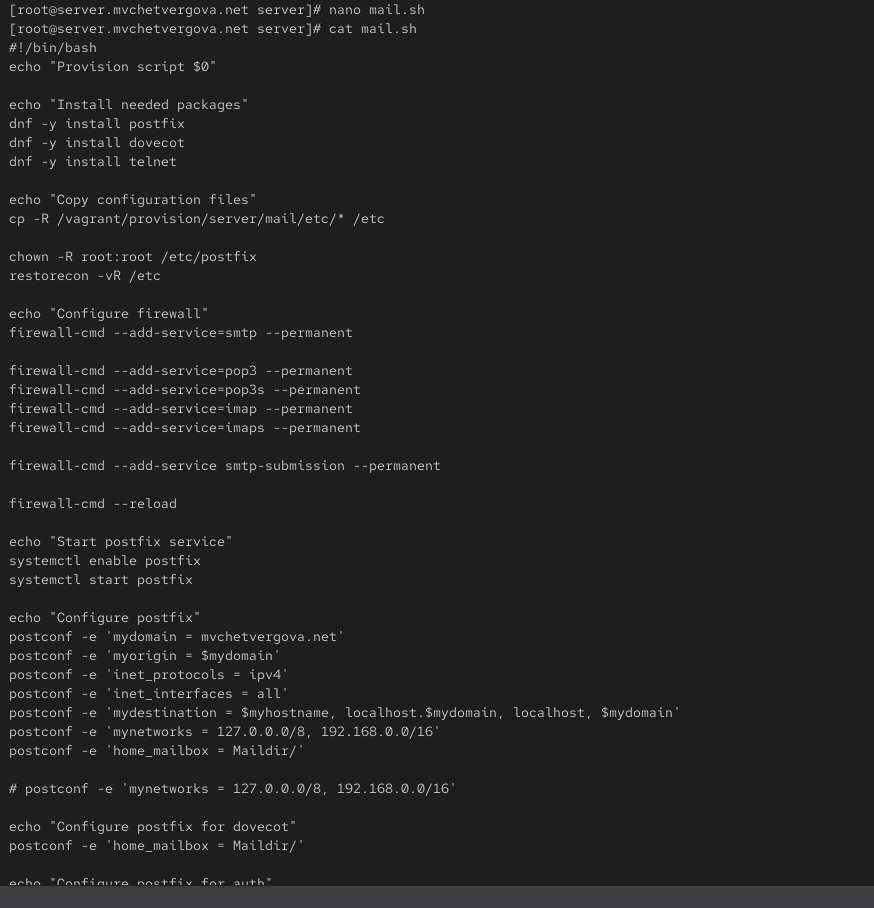 [root@server.mvchetvergova.net server]# nano mail.sh
[root@server.mvchetvergova.net server]# cat mail.sh
#!/bin/bash
echo "Provision script $0"
echo "Install needed packages"
dnf -y install postfix
dnf -y install dovecot
dnf -y install telnet
echo "Copy configuration files"
cp -R /vagrant/provision/server/mail/etc/* /etc
chown -R root:root /etc/postfix
restorecon -vR /etc
echo "Configure firewall"
firewall-cmd --add-service=smtp --permanent
firewall-cmd --add-service=pop3 --permanent
firewall-cmd --add-service=pop3s --permanent
firewall-cmd --add-service=imap --permanent
firewall-cmd --add-service=imaps --permanent
firewall-cmd --add-service smtp-submission --permanent
firewall-cmd --reload
echo "Start postfix service"
systemctl enable postfix
systemctl start postfix
echo "Configure postfix"
postconf -e 'mydomain = mvchetvergova.net'
postconf -e 'myorigin = $mydomain'
postconf -e 'inet_protocols = ipv4'
postconf -e 'inet_interfaces = all'
postconf -e 'mydestination = $myhostname, localhost.$mydomain, localhost, $mydomain'
postconf -e 'mynetworks = 127.0.0.0/8, 192.168.0.0/16'
postconf -e 'home_mailbox = Maildir/'
# postconf -e 'mynetworks = 127.0.0.0/8, 192.168.0.0/16'
echo "Configure postfix for dovecot"
postconf -e 'home_mailbox = Maildir/'
echo "Configure postfix for auth"